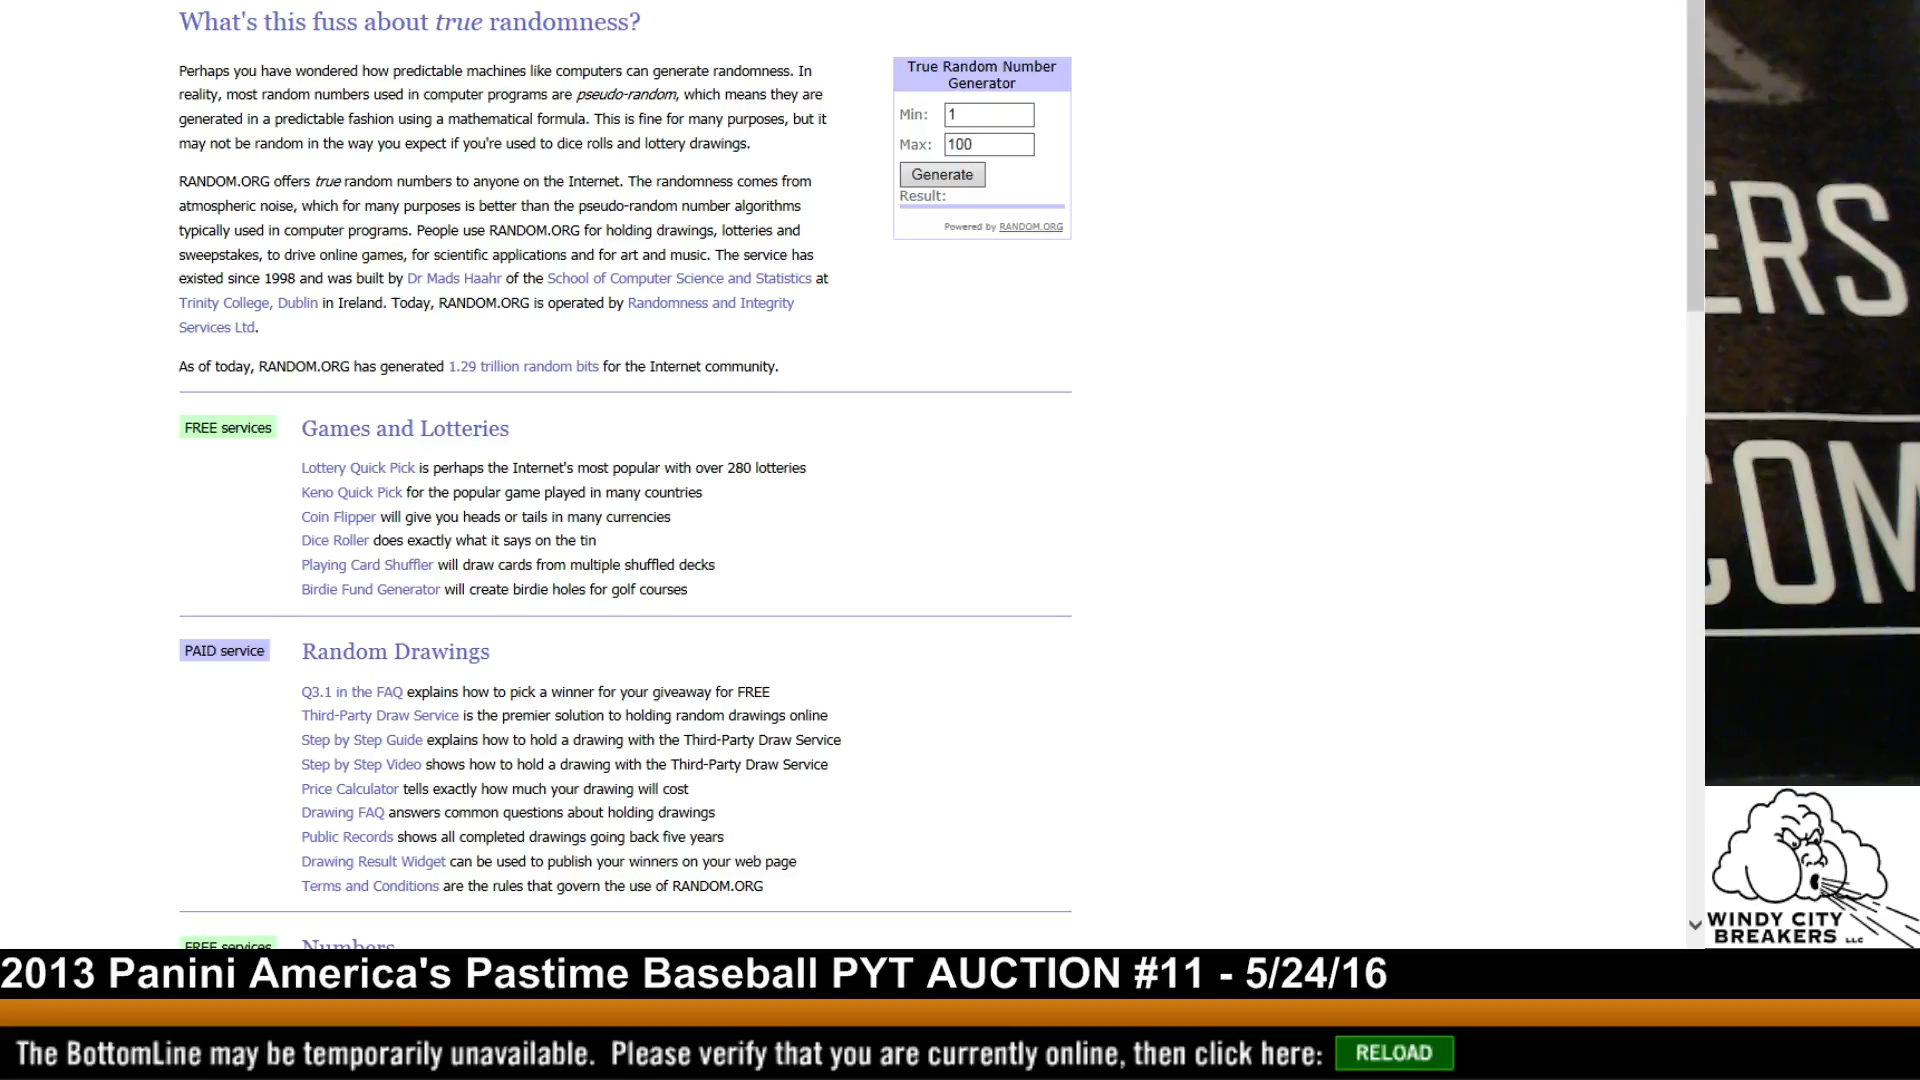 What's this fuss about true randomness?
Perhaps you have wondered how predictable machines like computers can generate randomness. In
reality, most random numbers used in computer programs are pseudo-random, which means they are
generated in a predictable fashion using a mathematical formula. This is fine for many purposes, but it
may not be random in the way you expect if you're used to dice rolls and lottery drawings.
RANDOM.ORG offers true random numbers to anyone on the Internet. The randomness comes from
atmospheric noise, which for many purposes is better than the pseudo-random number algorithms
typically used in computer programs. People use RANDOM.ORG for holding drawings, lotteries and
sweepstakes, to drive online games, for scientific applications and for art and music. The service has
existed since 1998 and was built by Dr Mads Haahr of the School of Computer Science and Statistics at
Trinity College, Dublin in Ireland. Today, RANDOM.ORG is operated by Randomness and Integrity
Services Ltd.
As of today, RANDOM.ORG has generated 1.29 trillion random bits for the Internet community.
True Random Number
Generator
Min: 1
Max: 100
Generate
Result:
Powered by RANDOM.ORG
FREE services
Games and Lotteries
Lottery Quick Pick is perhaps the Internet's most popular with over 280 lotteries
Keno Quick Pick for the popular game played in many countries
Coin Flipper will give you heads or tails in many currencies
Dice Roller does exactly what it says on the tin
Playing Card Shuffler will draw cards from multiple shuffled decks
Birdie Fund Generator will create birdie holes for golf courses
PAID service
Random Drawings
Q3.1 in the FAQ explains how to pick a winner for your giveaway for FREE
Third-Party Draw Service is the premier solution to holding random drawings online
Step by Step Guide explains how to hold a drawing with the Third-Party Draw Service
Step by Step Video shows how to hold a drawing with the Third-Party Draw Service
Price Calculator tells exactly how much your drawing will cost
Drawing FAQ answers common questions about holding drawings
Public Records shows all completed drawings going back five years
Drawing Result Widget can be used to publish your winners on your web page
Terms and Conditions are the rules that govern the use of RANDOM.ORG
FREE services
Numbers
ERS
COM
WINDY CITY
BREAKERS LLC
2013 Panini America's Pastime Baseball PYT AUCTION #11 - 5/24/16
The BottomLine may be temporarily unavailable. Please verify that you are currently online, then click here: RELOAD